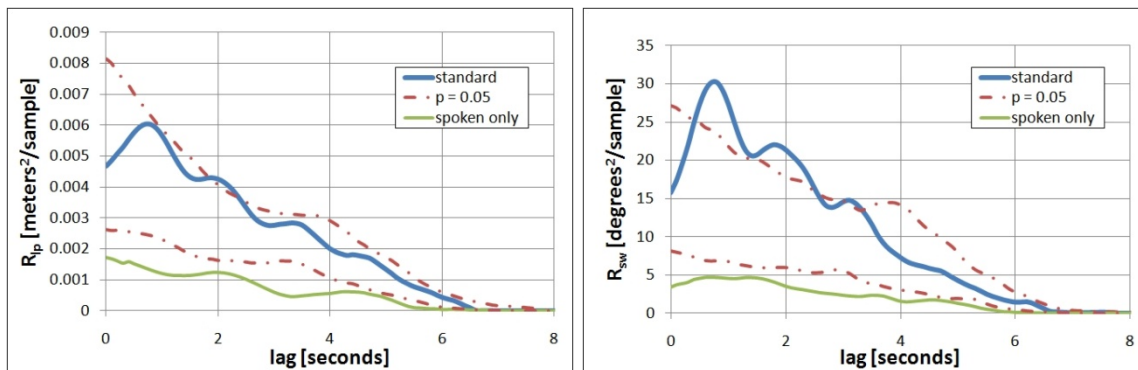 0.009
0.008
0.007
0.006
0.005
0.004
0.003
0.002
0.001
0
R_lp [meters²/sample]
0 2 4 6 8
lag [seconds]
standard
p = 0.05
spoken only
35
30
25
20
15
10
5
0
R_sw [degrees²/sample]
0 2 4 6 8
lag [seconds]
standard
p = 0.05
spoken only